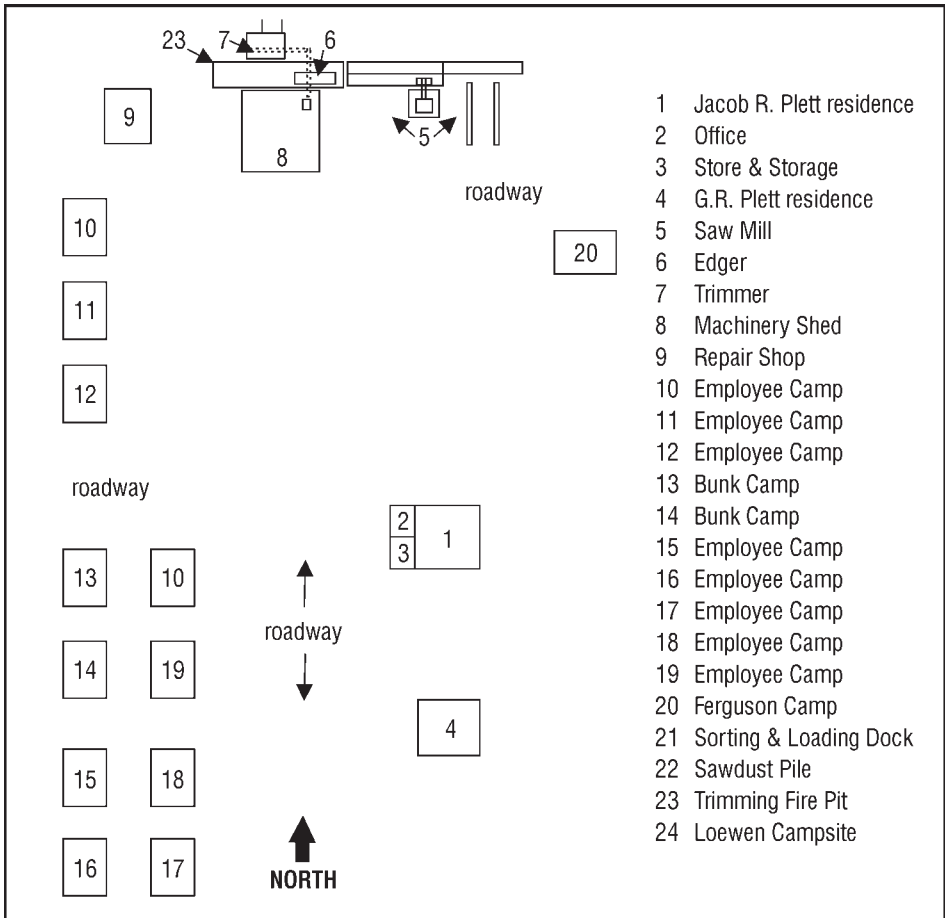 23 7 6
9
8
5
roadway
10
20
11
12
roadway
2
1
3
13 10
roadway
14 19
4
15 18
16 17
NORTH
1 Jacob R. Plett residence
2 Office
3 Store & Storage
4 G.R. Plett residence
5 Saw Mill
6 Edger
7 Trimmer
8 Machinery Shed
9 Repair Shop
10 Employee Camp
11 Employee Camp
12 Employee Camp
13 Bunk Camp
14 Bunk Camp
15 Employee Camp
16 Employee Camp
17 Employee Camp
18 Employee Camp
19 Employee Camp
20 Ferguson Camp
21 Sorting & Loading Dock
22 Sawdust Pile
23 Trimming Fire Pit
24 Loewen Campsite